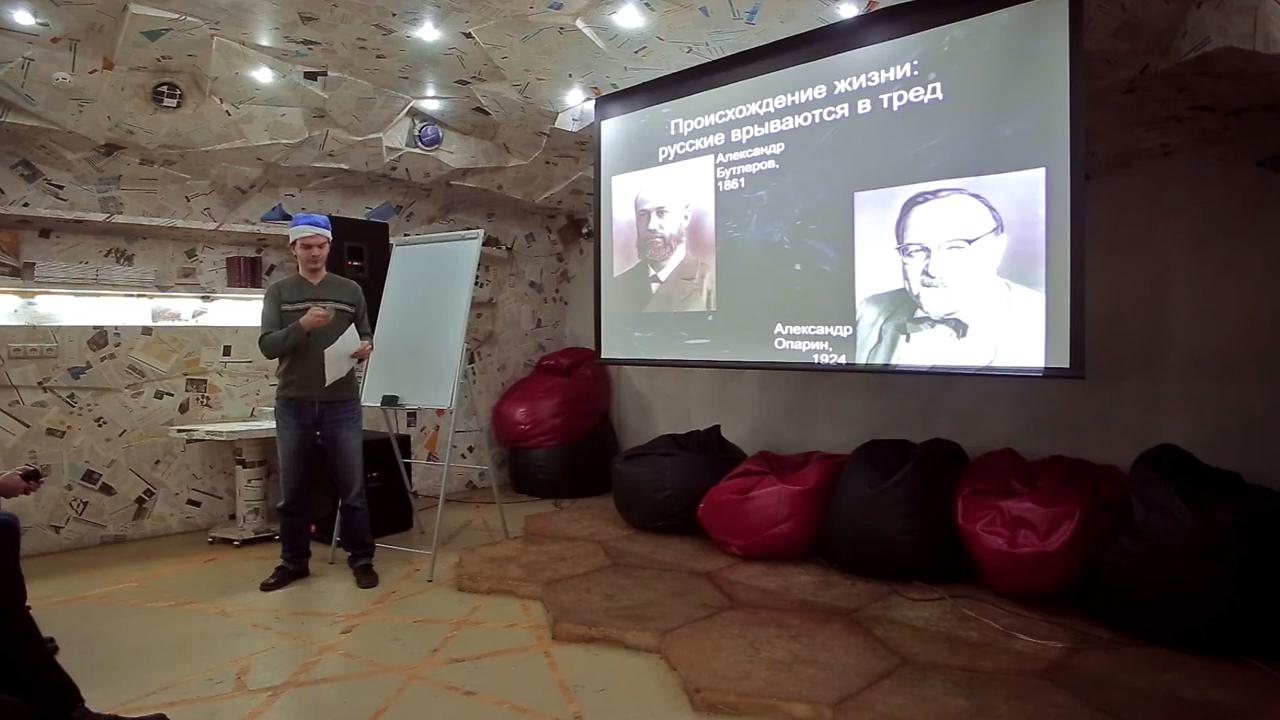 Происхождение жизни:
русские врываются в тред
Александр
Бутлеров,
1861
Александр
Опарин,
1924